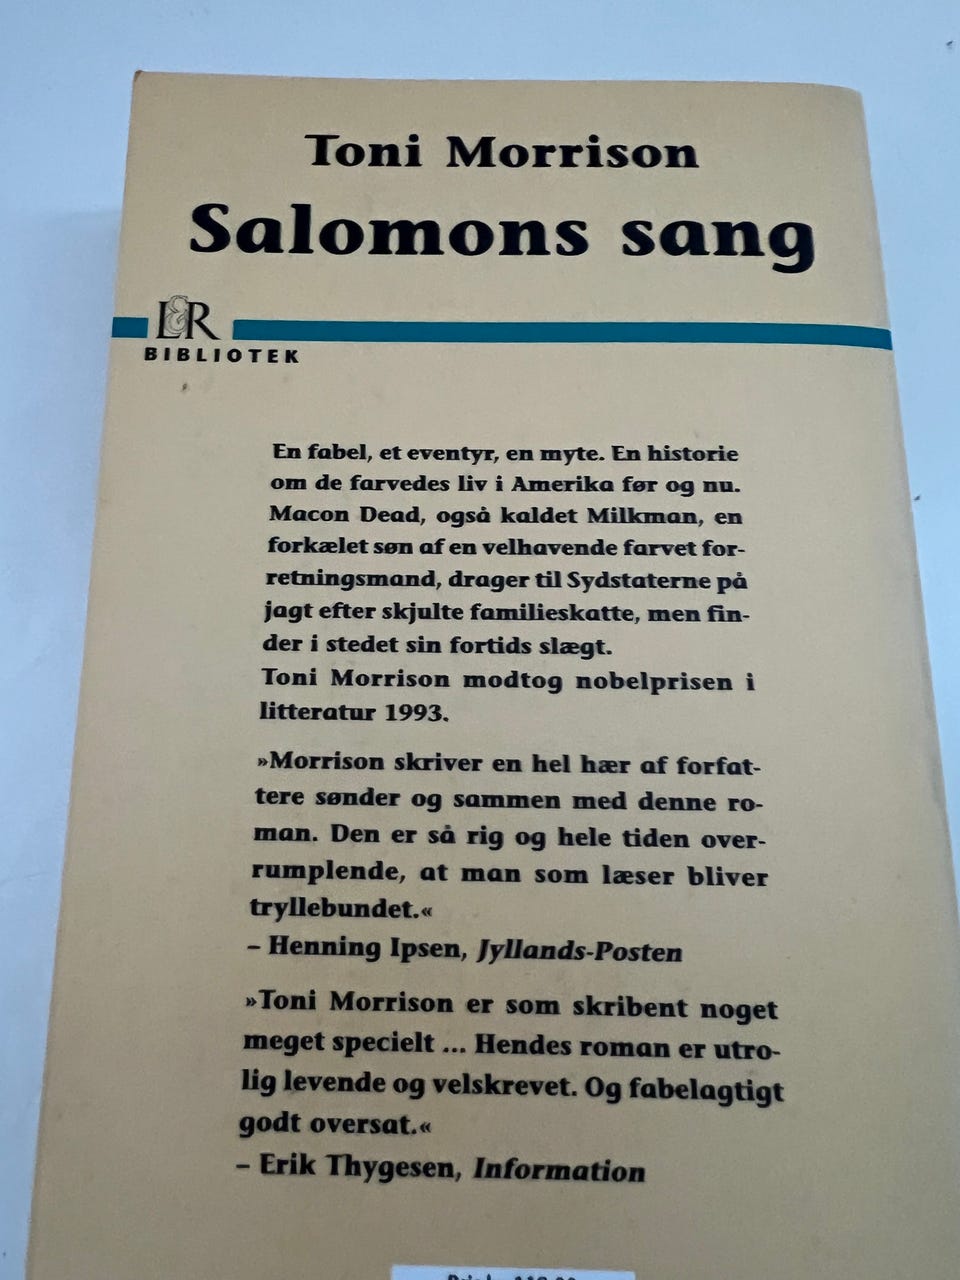 Toni Morrison
Salomons sang
L&R
BIBLIOTEK
En fabel, et eventyr, en myte. En historie
om de farvedes liv i Amerika før og nu.
Macon Dead, også kaldet Milkman, en
forkælet søn af en velhavende farvet for-
retningsmand, drager til Sydstaterne på
jagt efter skjulte familieskatte, men fin-
der i stedet sin fortids slægt.
Toni Morrison modtog nobelprisen i
litteratur 1993.
»Morrison skriver en hel hær af forfat-
tere sønder og sammen med denne ro-
man. Den er så rig og hele tiden over-
rumplende, at man som læser bliver
tryllebundet.«
– Henning Ipsen, Jyllands-Posten
»Toni Morrison er som skribent noget
meget specielt ... Hendes roman er utro-
lig levende og velskrevet. Og fabelagtigt
godt oversat.«
– Erik Thygesen, Information